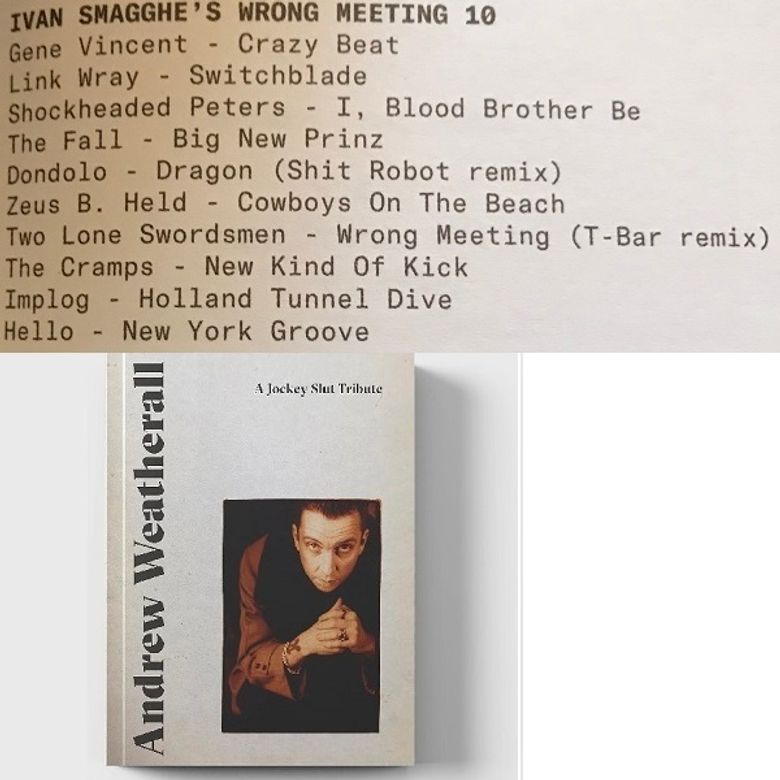 IVAN SMAGGHE'S WRONG MEETING 10
Gene Vincent - Crazy Beat
Link Wray - Switchblade
Shockheaded Peters - I, Blood Brother Be
The Fall - Big New Prinz
Dondolo - Dragon (Shit Robot remix)
Zeus B. Held - Cowboys On The Beach
Two Lone Swordsmen - Wrong Meeting (T-Bar remix)
The Cramps - New Kind Of Kick
Implog - Holland Tunnel Dive
Hello - New York Groove
A Jockey Slut Tribute
Andrew Weatherall